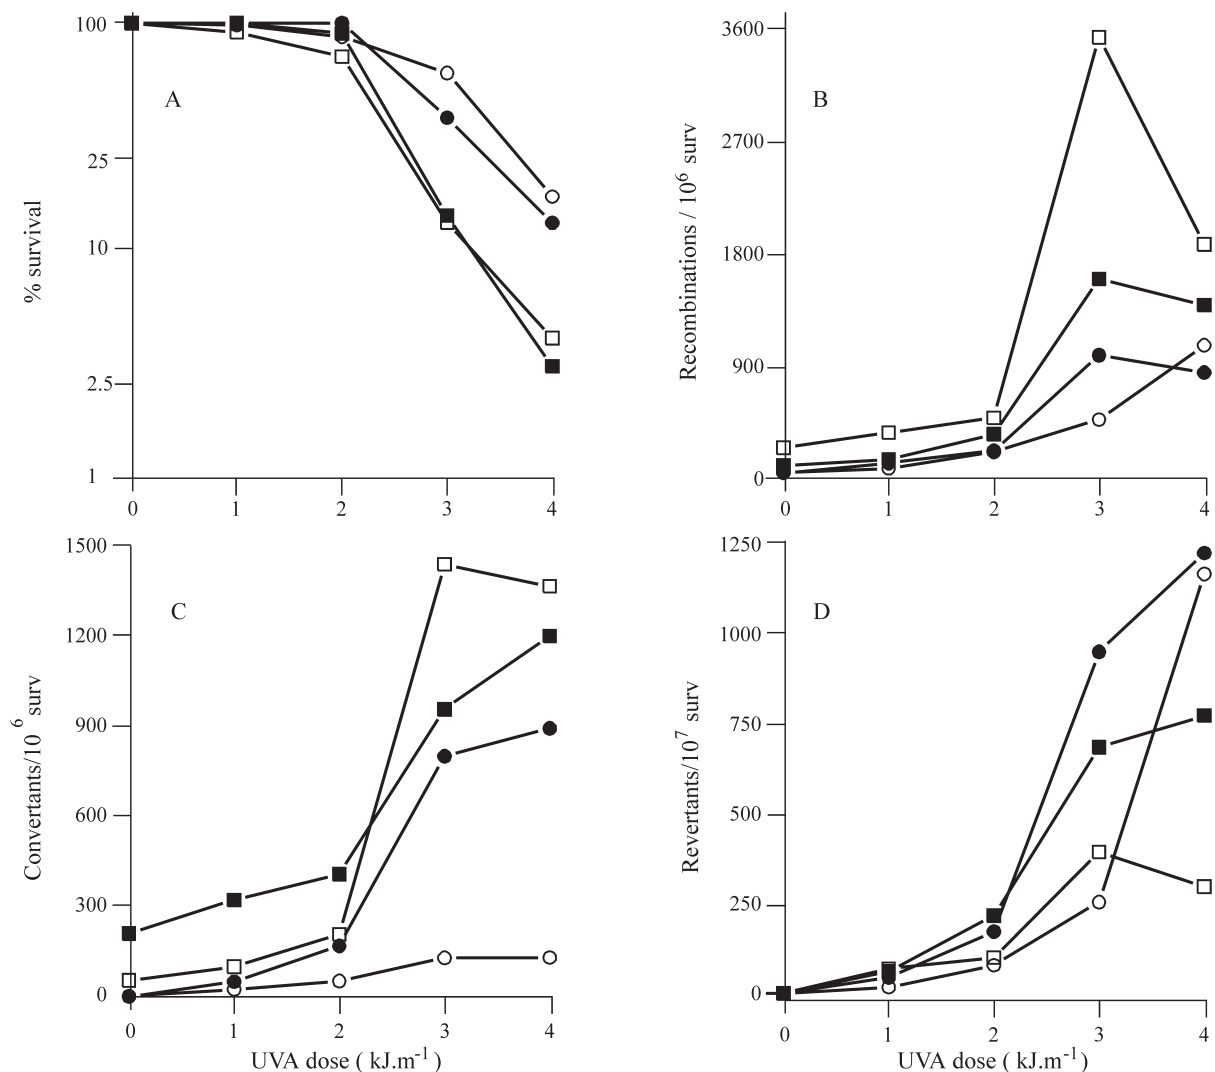 100
25
10
2.5
1
% survival
A
0 1 2 3 4
3600
2700
1800
900
0
Recombinations / 10⁶ surv
B
0 1 2 3 4
1500
1200
900
600
300
0
Convertants/10 ⁶ surv
C
0 1 2 3 4
UVA dose ( kJ.m⁻¹ )
1250
1000
750
500
250
0
Revertants/10⁷ surv
D
0 1 2 3 4
UVA dose ( kJ.m⁻¹ )